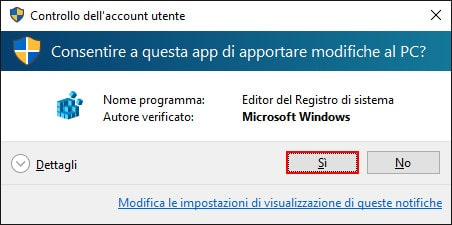 Controllo dell'account utente
Consentire a questa app di apportare modifiche al PC?
Nome programma: Editor del Registro di sistema
Autore verificato: Microsoft Windows
Dettagli Sì No
Modifica le impostazioni di visualizzazione di queste notifiche